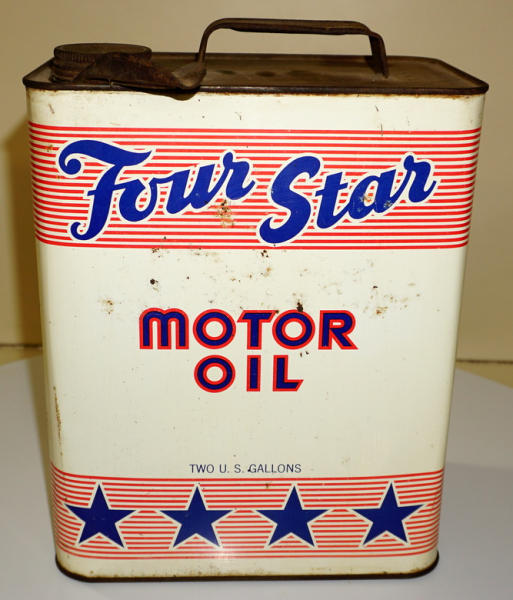 Four Star
MOTOR
OIL
TWO U. S. GALLONS